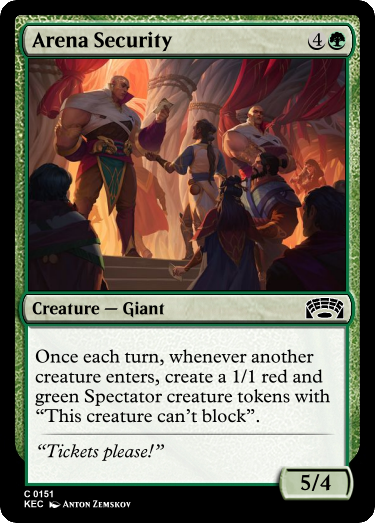 Arena Security 4
Creature — Giant
Once each turn, whenever another
creature enters, create a 1/1 red and
green Spectator creature tokens with
“This creature can’t block”.
“Tickets please!”
5/4
C 0151
KEC Anton Zemskov